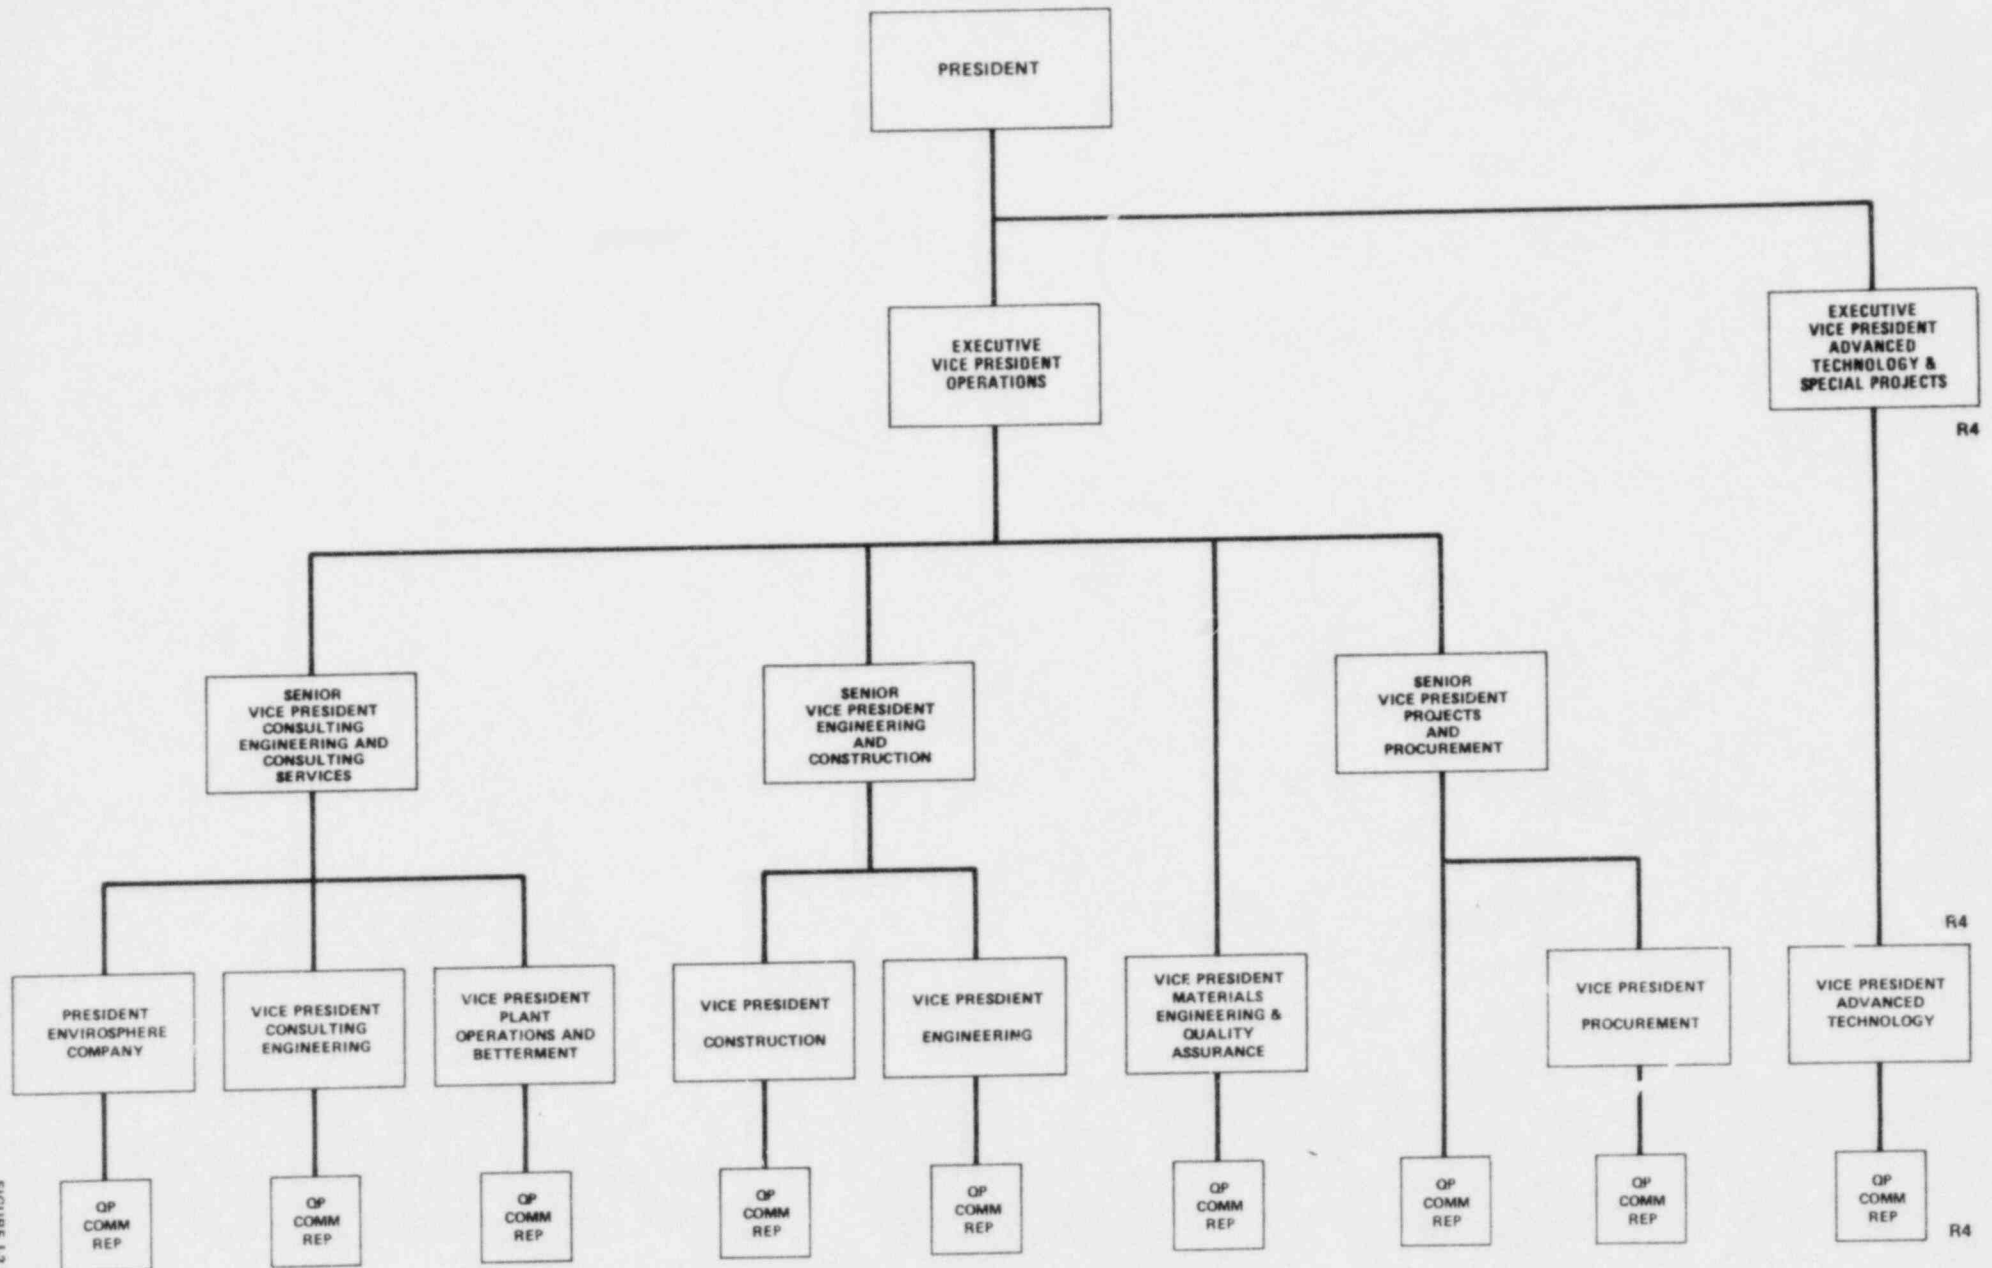 PRESIDENT
EXECUTIVE
VICE PRESIDENT
OPERATIONS
EXECUTIVE
VICE PRESIDENT
ADVANCED
TECHNOLOGY &
SPECIAL PROJECTS
R4
SENIOR
VICE PRESIDENT
CONSULTING
ENGINEERING AND
CONSULTING
SERVICES
SENIOR
VICE PRESIDENT
ENGINEERING
AND
CONSTRUCTION
SENIOR
VICE PRESIDENT
PROJECTS
AND
PROCUREMENT
R4
PRESIDENT
ENVIROSPHERE
COMPANY
VICE PRESIDENT
CONSULTING
ENGINEERING
VICE PRESIDENT
PLANT
OPERATIONS AND
BETTERMENT
VICE PRESIDENT
CONSTRUCTION
VICE PRESDIENT
ENGINEERING
VICE PRESIDENT
MATERIALS
ENGINEERING &
QUALITY
ASSURANCE
VICE PRESIDENT
PROCUREMENT
VICE PRESIDENT
ADVANCED
TECHNOLOGY
QP
COMM
REP
QP
COMM
REP
QP
COMM
REP
QP
COMM
REP
QP
COMM
REP
QP
COMM
REP
QP
COMM
REP
QP
COMM
REP
QP
COMM
REP
R4